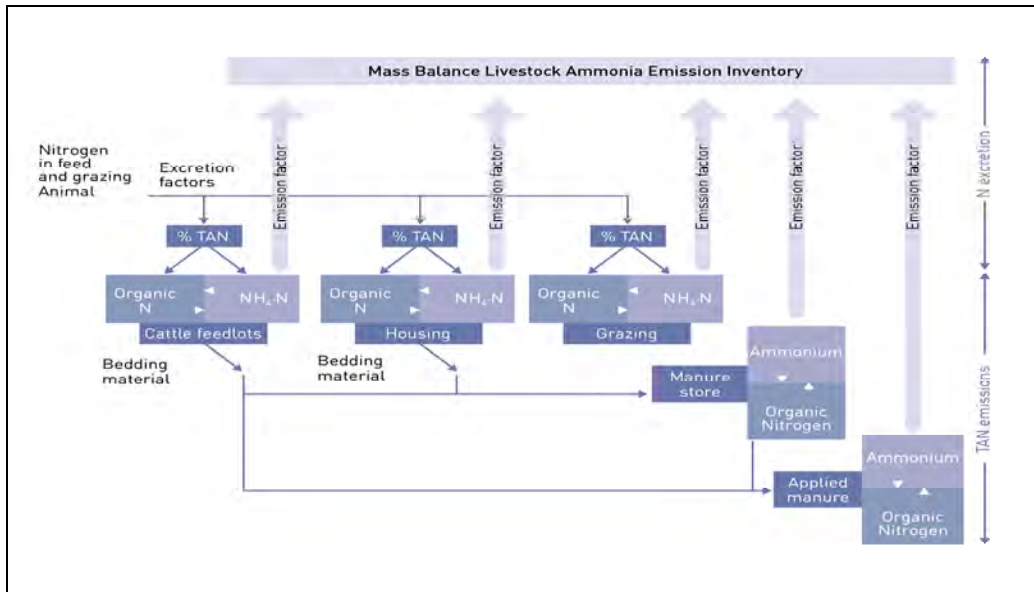 Mass Balance Livestock Ammonia Emission Inventory
Nitrogen
in feed
and grazing
Animal
Excretion
factors
Emission factor
Emission factor
Emission factor
Emission factor
Emission factor
N excretion
% TAN
% TAN
% TAN
Organic
N
NH₄-N
Organic
N
NH₄-N
Organic
N
NH₄-N
Cattle feedlots
Housing
Grazing
Bedding
material
Bedding
material
Manure
store
Ammonium
Organic
Nitrogen
TAN emissions
Applied
manure
Ammonium
Organic
Nitrogen